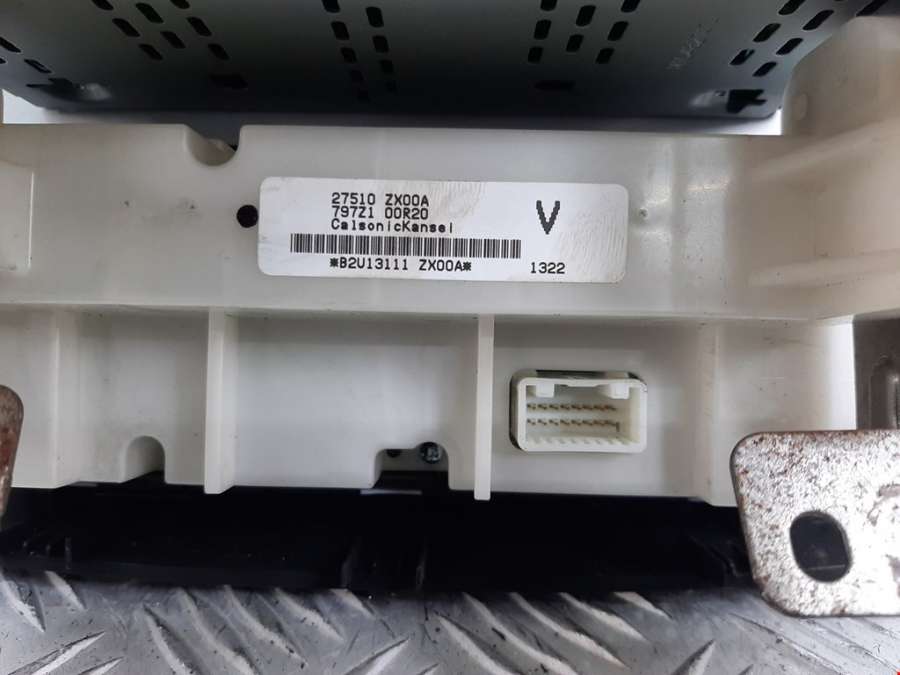 27510 ZX00A
797Z1 00R20
CalsonicKansei
V
*B2U13111 ZX00A*
1322